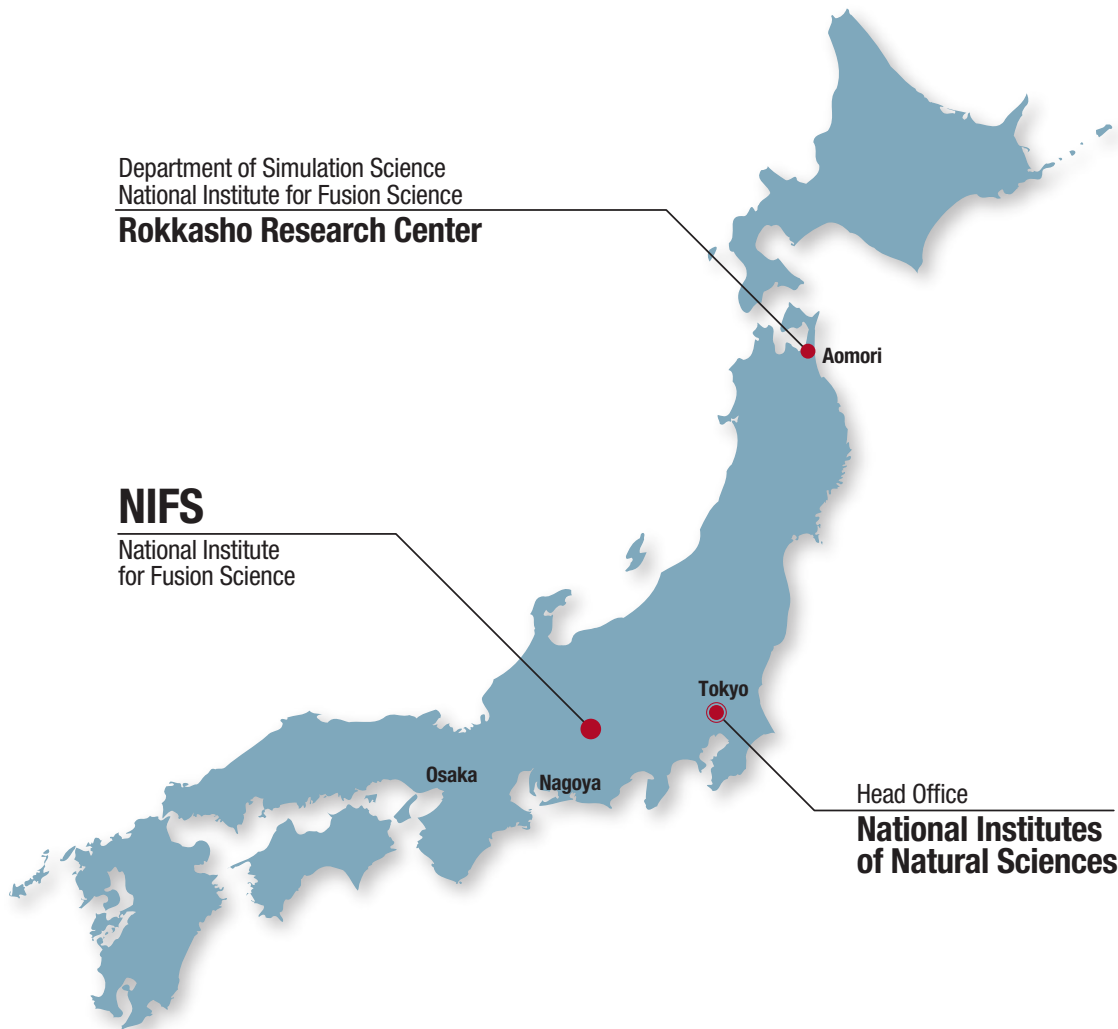 Department of Simulation Science
National Institute for Fusion Science
Rokkasho Research Center
Aomori
NIFS
National Institute
for Fusion Science
Tokyo
Osaka
Nagoya
Head Office
National Institutes
of Natural Sciences